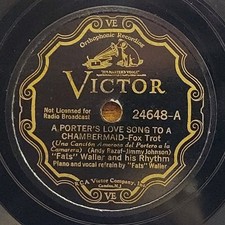 VE
Orthophonic Recording
"HIS MASTER'S VOICE"
VICTOR
Not Licensed for
Radio Broadcast
24648-A
A PORTER'S LOVE SONG TO A
CHAMBERMAID-Fox Trot
(Una Canción Amorosa del Portero a la
Camarera) (Andy Razaf-Jimmy Johnson)
"Fats" Waller and his Rhythm
Piano and vocal refrain by "Fats" Waller
RCA Victor Company, Inc.
Camden, N.J.
VE